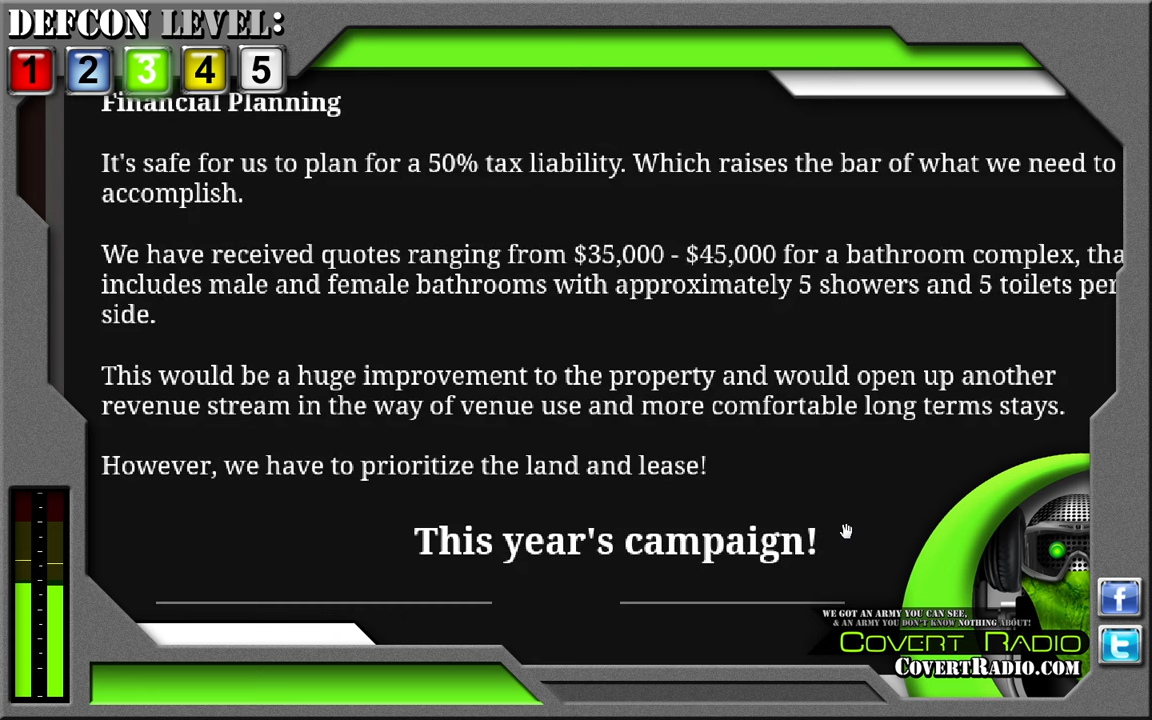 DEFCON LEVEL:
1 2 3 4 5
Financial Planning
It's safe for us to plan for a 50% tax liability. Which raises the bar of what we need to
accomplish.
We have received quotes ranging from $35,000 - $45,000 for a bathroom complex, tha
includes male and female bathrooms with approximately 5 showers and 5 toilets per
side.
This would be a huge improvement to the property and would open up another
revenue stream in the way of venue use and more comfortable long terms stays.
However, we have to prioritize the land and lease!
This year's campaign!
WE GOT AN ARMY YOU CAN SEE,
& AN ARMY YOU DON'T KNOW NOTHING ABOUT!
COVERT RADIO
COVERTRADIO.COM
f
t